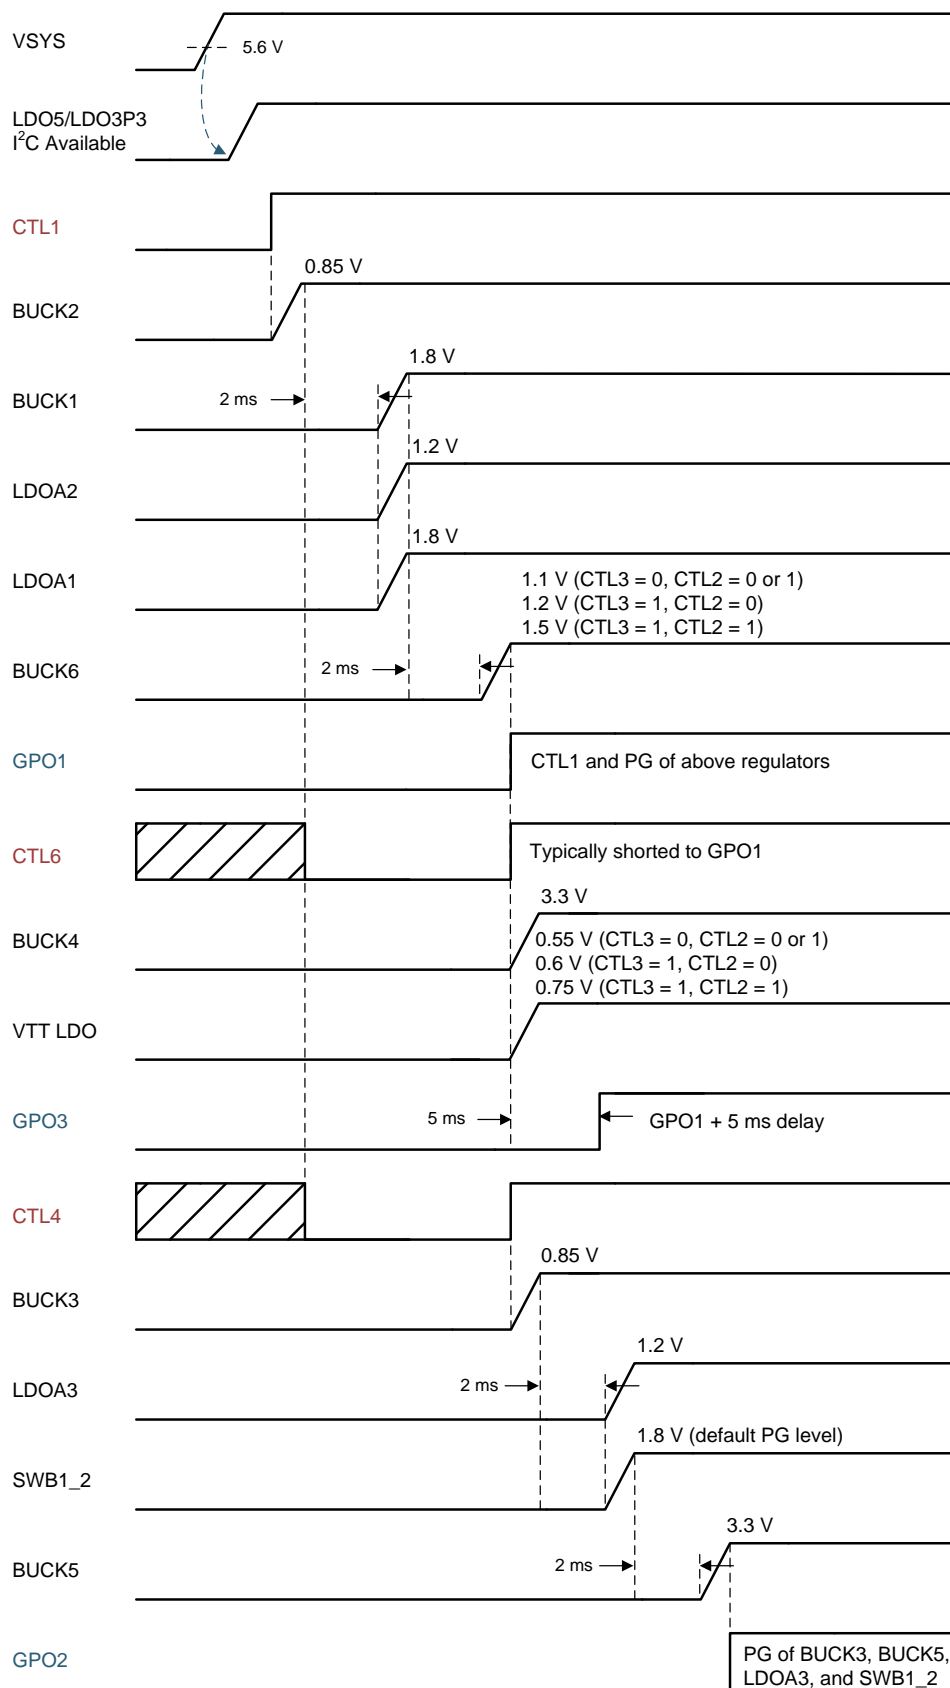 VSYS
5.6 V
LDO5/LDO3P3
I²C Available
CTL1
0.85 V
BUCK2
1.8 V
2 ms
BUCK1
1.2 V
LDOA2
1.8 V
LDOA1
1.1 V (CTL3 = 0, CTL2 = 0 or 1)
1.2 V (CTL3 = 1, CTL2 = 0)
1.5 V (CTL3 = 1, CTL2 = 1)
2 ms
BUCK6
GPO1
CTL1 and PG of above regulators
CTL6
Typically shorted to GPO1
3.3 V
BUCK4
0.55 V (CTL3 = 0, CTL2 = 0 or 1)
0.6 V (CTL3 = 1, CTL2 = 0)
0.75 V (CTL3 = 1, CTL2 = 1)
VTT LDO
GPO3
5 ms
GPO1 + 5 ms delay
CTL4
0.85 V
BUCK3
1.2 V
LDOA3
2 ms
1.8 V (default PG level)
SWB1_2
3.3 V
BUCK5
2 ms
GPO2
PG of BUCK3, BUCK5,
LDOA3, and SWB1_2